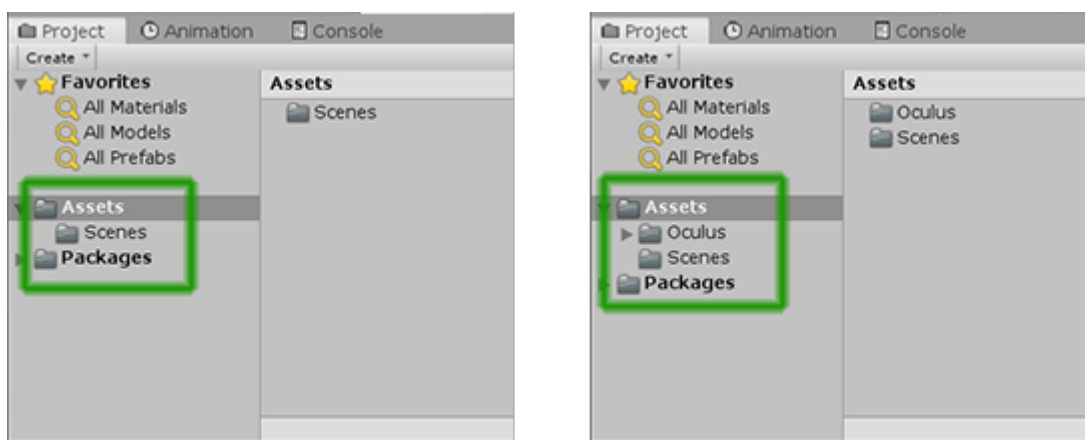 Project Animation Console
Create
Favorites
All Materials
All Models
All Prefabs
Assets
Scenes
Packages
Assets
Scenes
Project Animation Console
Create
Favorites
All Materials
All Models
All Prefabs
Assets
Oculus
Scenes
Packages
Assets
Oculus
Scenes